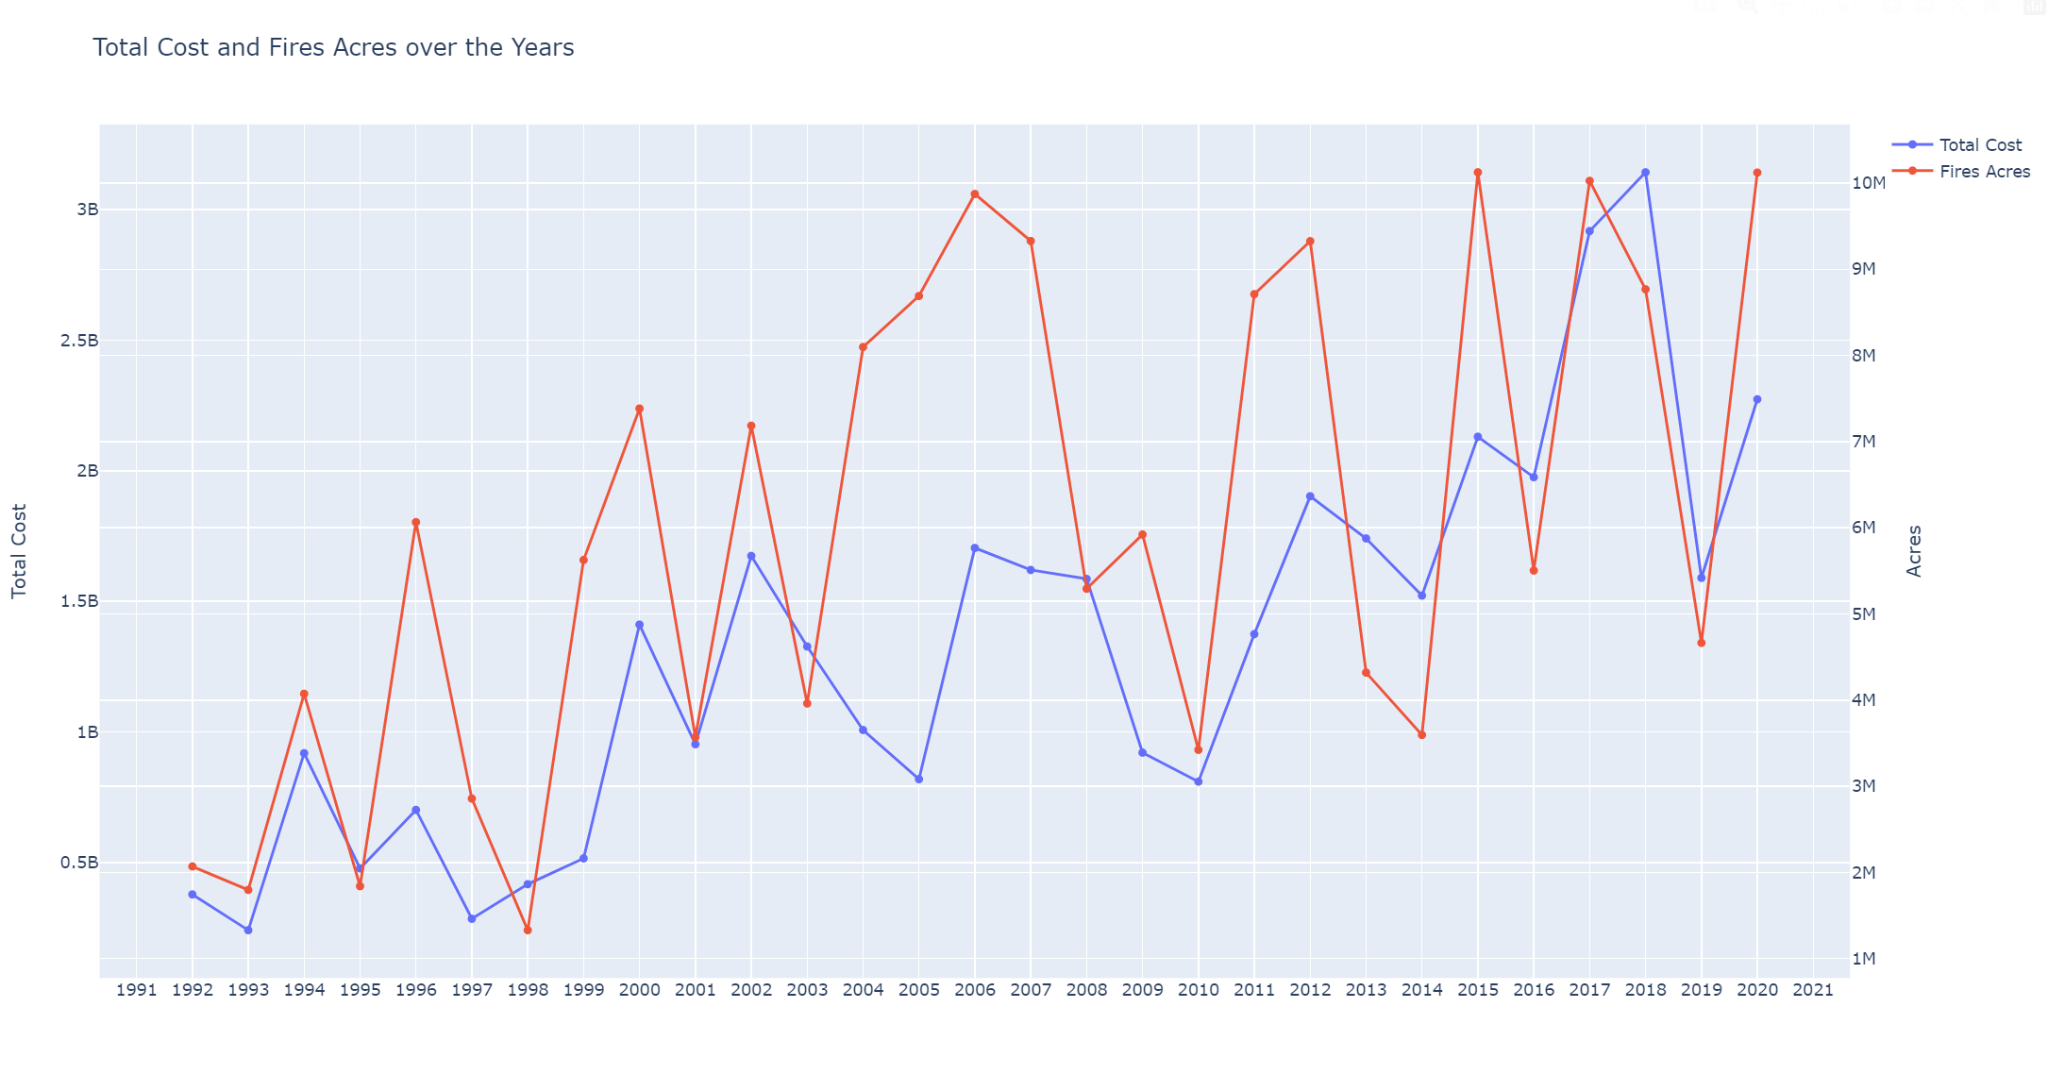 Total Cost and Fires Acres over the Years
Total Cost
Fires Acres
3B
2.5B
2B
1.5B
1B
0.5B
Total Cost
10M
9M
8M
7M
6M
5M
4M
3M
2M
1M
Acres
1991 1992 1993 1994 1995 1996 1997 1998 1999 2000 2001 2002 2003 2004 2005 2006 2007 2008 2009 2010 2011 2012 2013 2014 2015 2016 2017 2018 2019 2020 2021